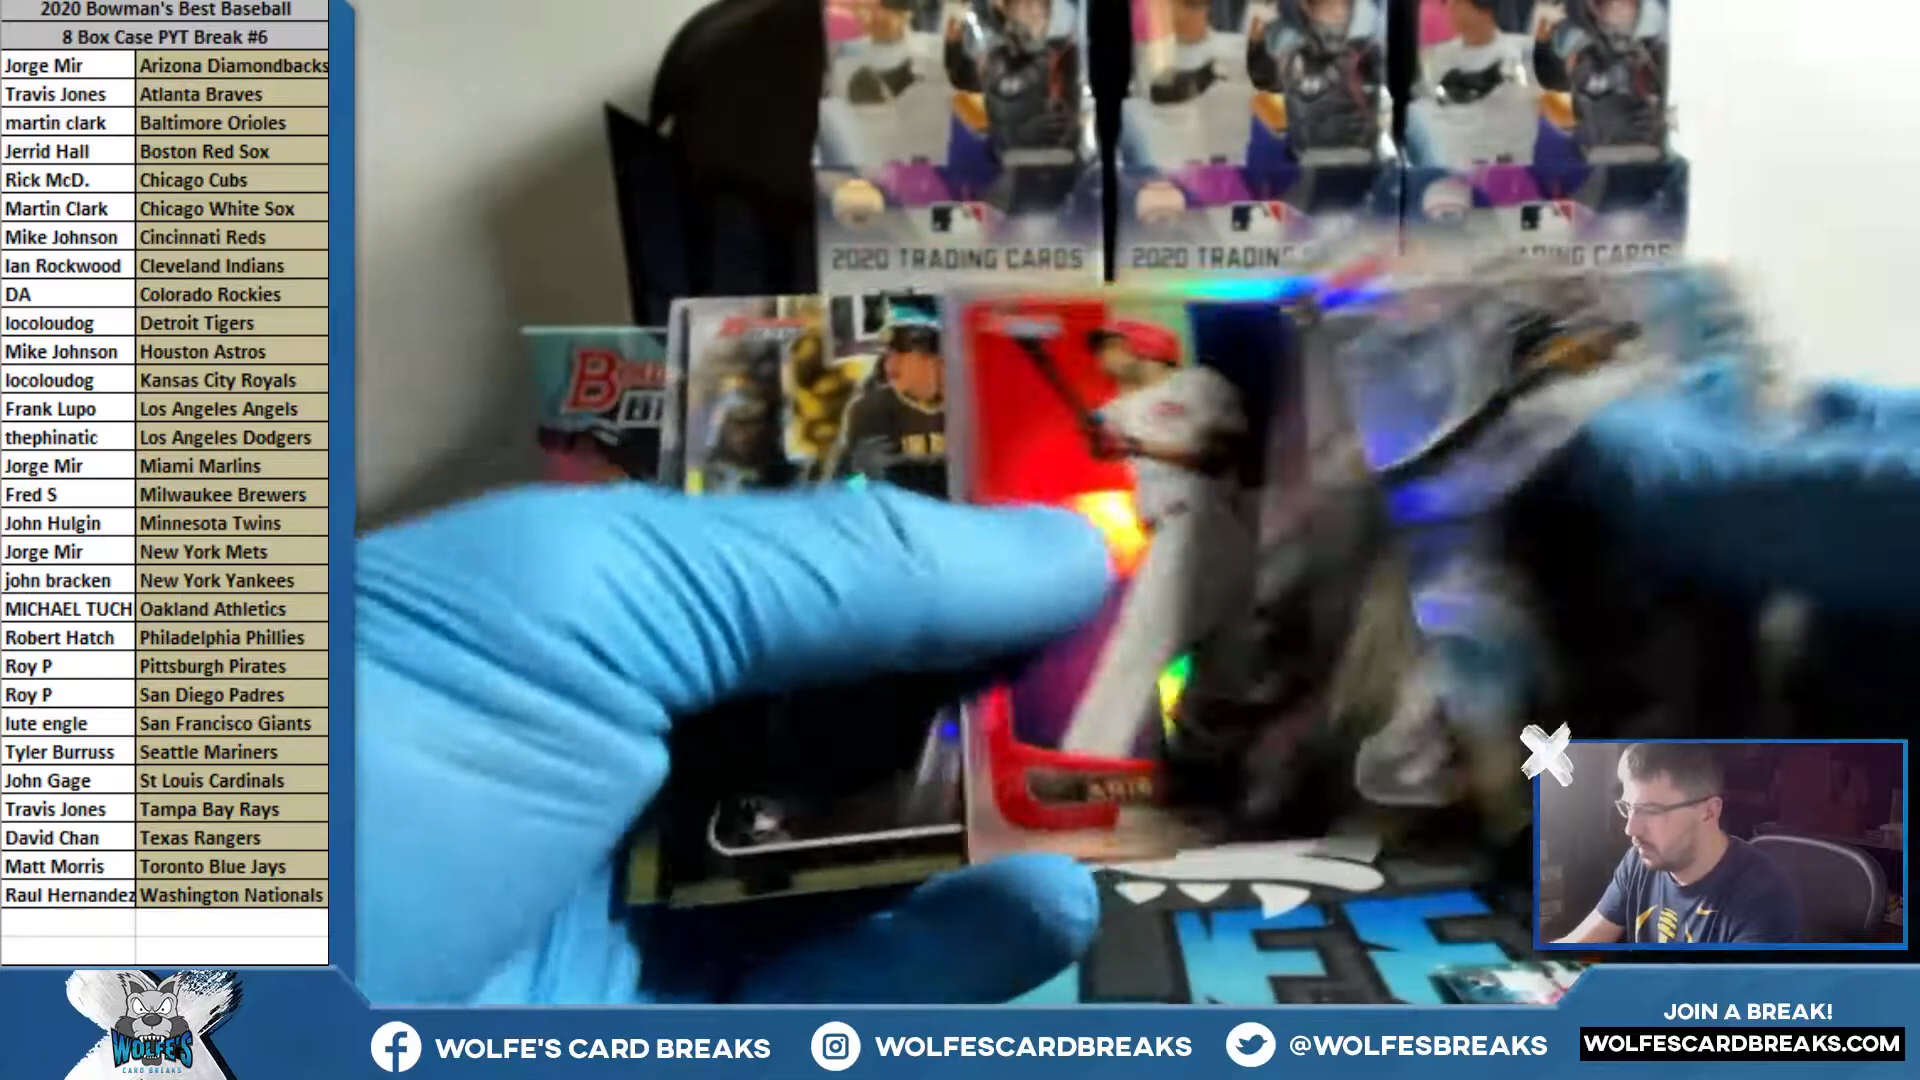 2020 Bowman's Best Baseball
8 Box Case PYT Break #6
Jorge Mir Arizona Diamondbacks
Travis Jones Atlanta Braves
martin clark Baltimore Orioles
Jerrid Hall Boston Red Sox
Rick McD. Chicago Cubs
Martin Clark Chicago White Sox
Mike Johnson Cincinnati Reds
Ian Rockwood Cleveland Indians
DA Colorado Rockies
locoloudog Detroit Tigers
Mike Johnson Houston Astros
locoloudog Kansas City Royals
Frank Lupo Los Angeles Angels
thephinatic Los Angeles Dodgers
Jorge Mir Miami Marlins
Fred S Milwaukee Brewers
John Hulgin Minnesota Twins
Jorge Mir New York Mets
john bracken New York Yankees
MICHAEL TUCH Oakland Athletics
Robert Hatch Philadelphia Phillies
Roy P Pittsburgh Pirates
Roy P San Diego Padres
lute engle San Francisco Giants
Tyler Burruss Seattle Mariners
John Gage St Louis Cardinals
Travis Jones Tampa Bay Rays
David Chan Texas Rangers
Matt Morris Toronto Blue Jays
Raul Hernandez Washington Nationals
2020 TRADING CARDS
2020 TRADING
WOLFE'S
CARD BREAKS
WOLFE'S CARD BREAKS
WOLFESCARDBREAKS
@WOLFESBREAKS
JOIN A BREAK!
WOLFESCARDBREAKS.COM